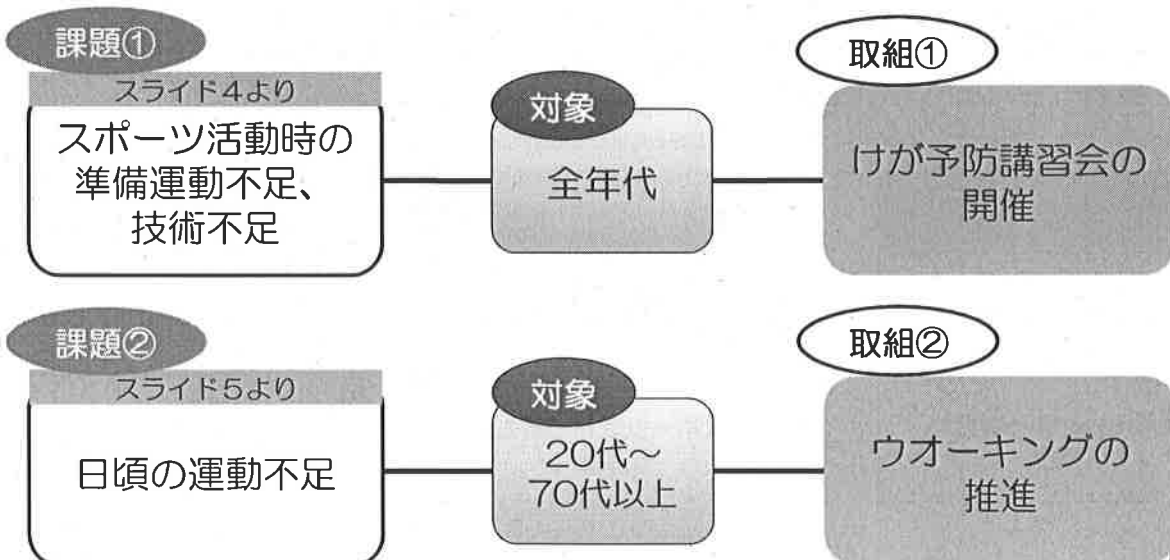 課題①
スライド4より
スポーツ活動時の
準備運動不足、
技術不足
対象
全年代
取組①
けが予防講習会の
開催
課題②
スライド5より
日頃の運動不足
対象
20代～
70代以上
取組②
ウオーキングの
推進